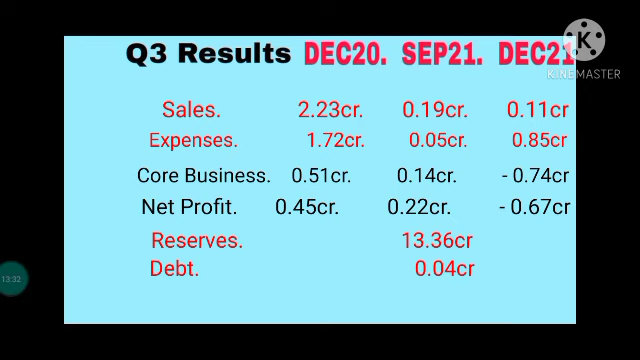 Q3 Results DEC20. SEP21. DEC21
KINEMASTER
Sales. 2.23cr. 0.19cr. 0.11cr
Expenses. 1.72cr. 0.05cr. 0.85cr
Core Business. 0.51cr. 0.14cr. - 0.74cr
Net Profit. 0.45cr. 0.22cr. - 0.67cr
Reserves. 13.36cr
Debt. 0.04cr
13:32